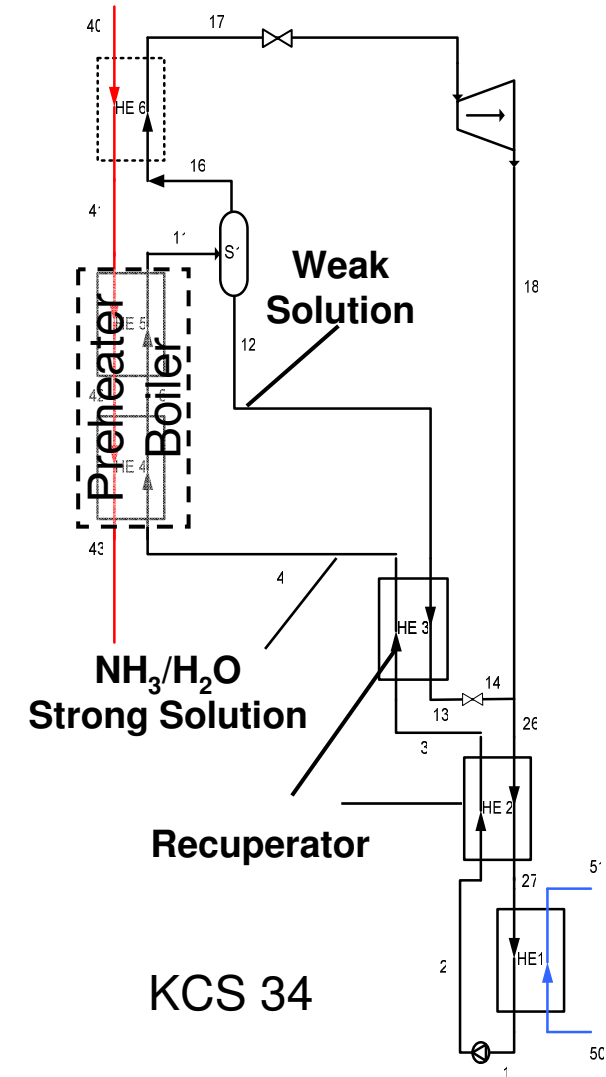 40
17
HE 6
16
41
11
S1
Weak
Solution
18
12
Preheater
Boiler
HE 5
HE 4
43
4
HE 3
NH₃/H₂O
Strong Solution
14
13
26
3
HE 2
Recuperator
27
51
2
HE1
KCS 34
50
1